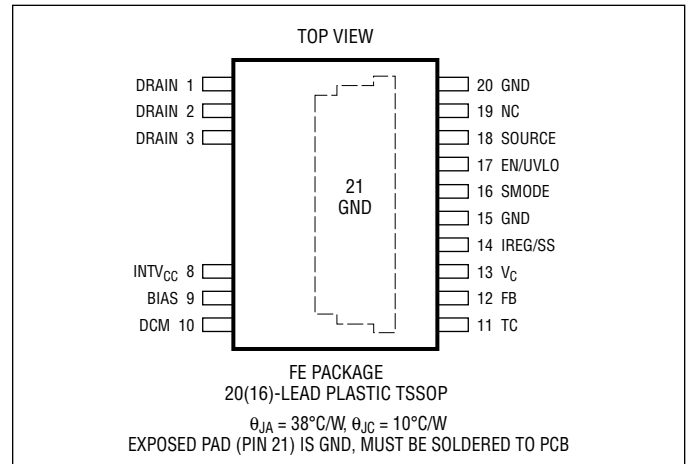 TOP VIEW
DRAIN 1
DRAIN 2
DRAIN 3
INTVCC 8
BIAS 9
DCM 10
21
GND
20 GND
19 NC
18 SOURCE
17 EN/UVLO
16 SMODE
15 GND
14 IREG/SS
13 VC
12 FB
11 TC
FE PACKAGE
20(16)-LEAD PLASTIC TSSOP
θJA = 38°C/W, θJC = 10°C/W
EXPOSED PAD (PIN 21) IS GND, MUST BE SOLDERED TO PCB